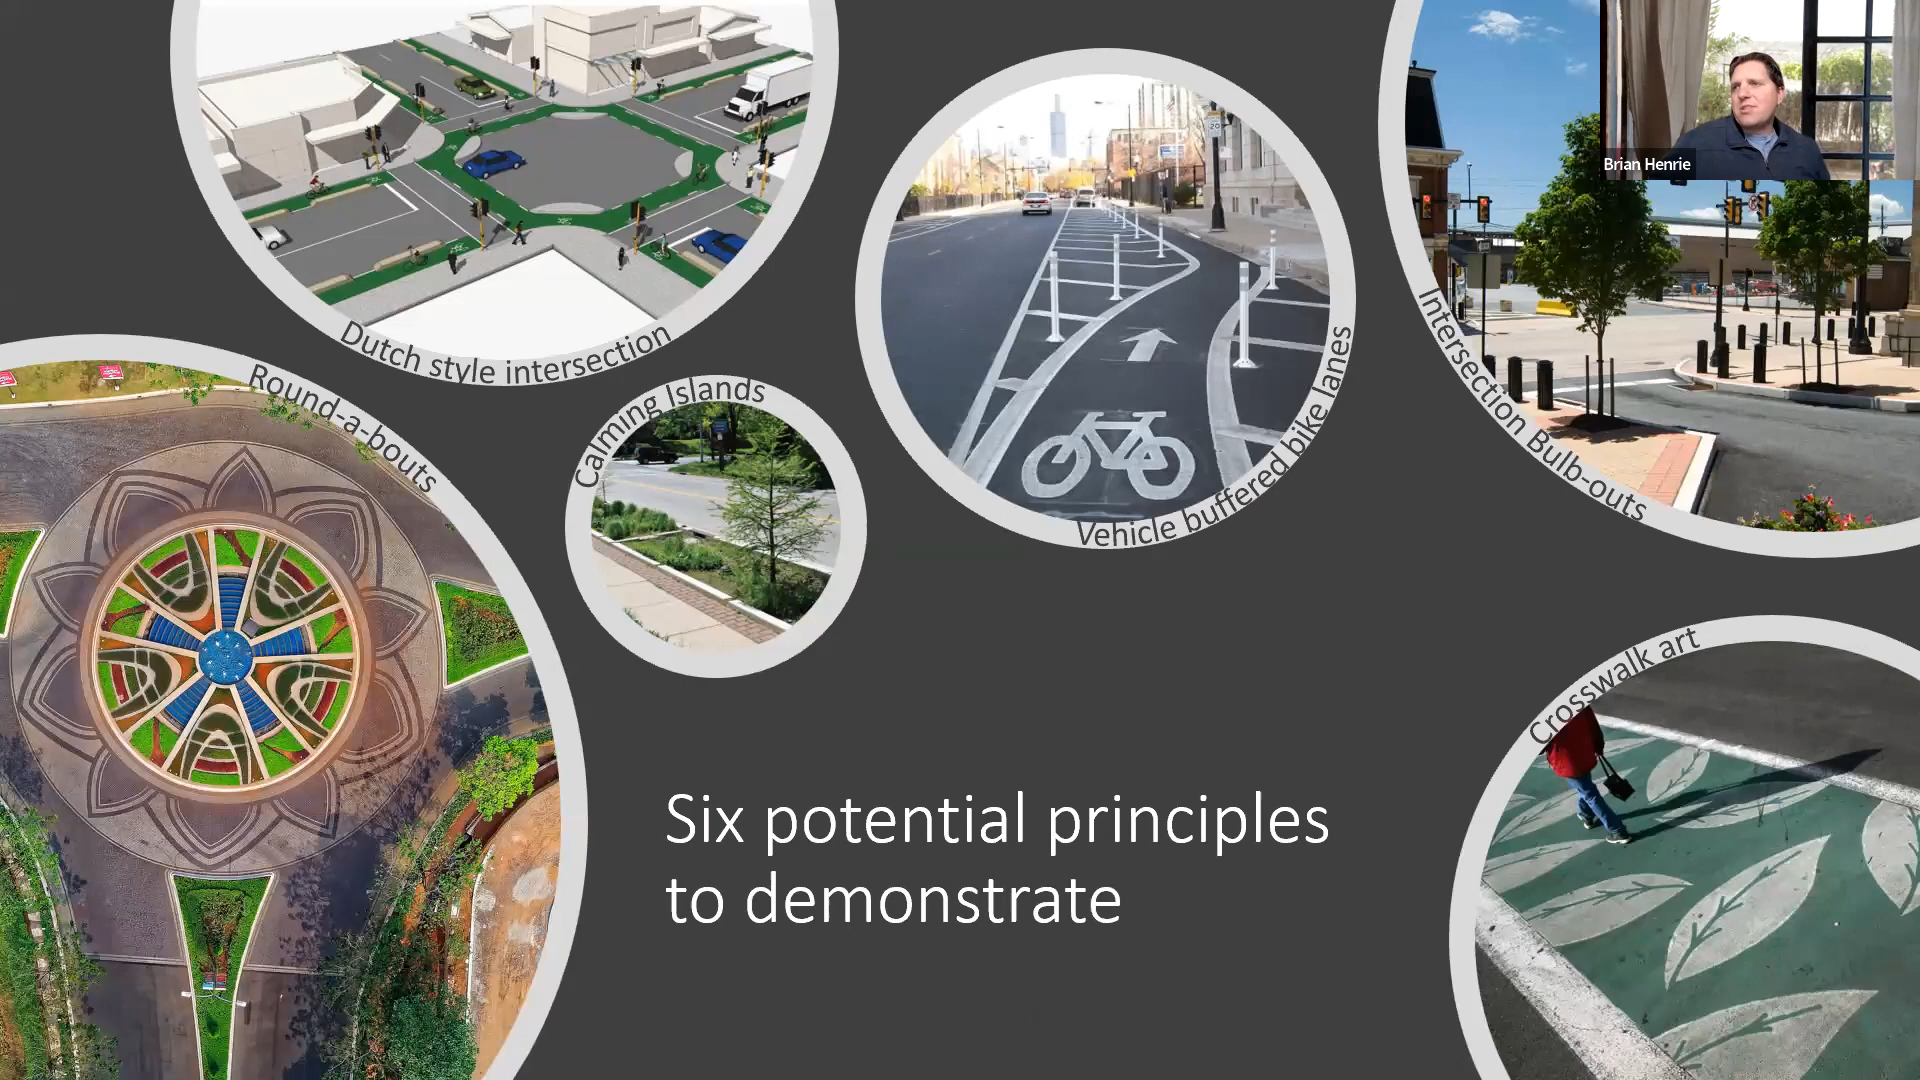 Dutch style intersection
Round-a-bouts
Calming Islands
20
Vehicle buffered bike lanes
Intersection Bulb-outs
Brian Henrie
Crosswalk art
Six potential principles
to demonstrate